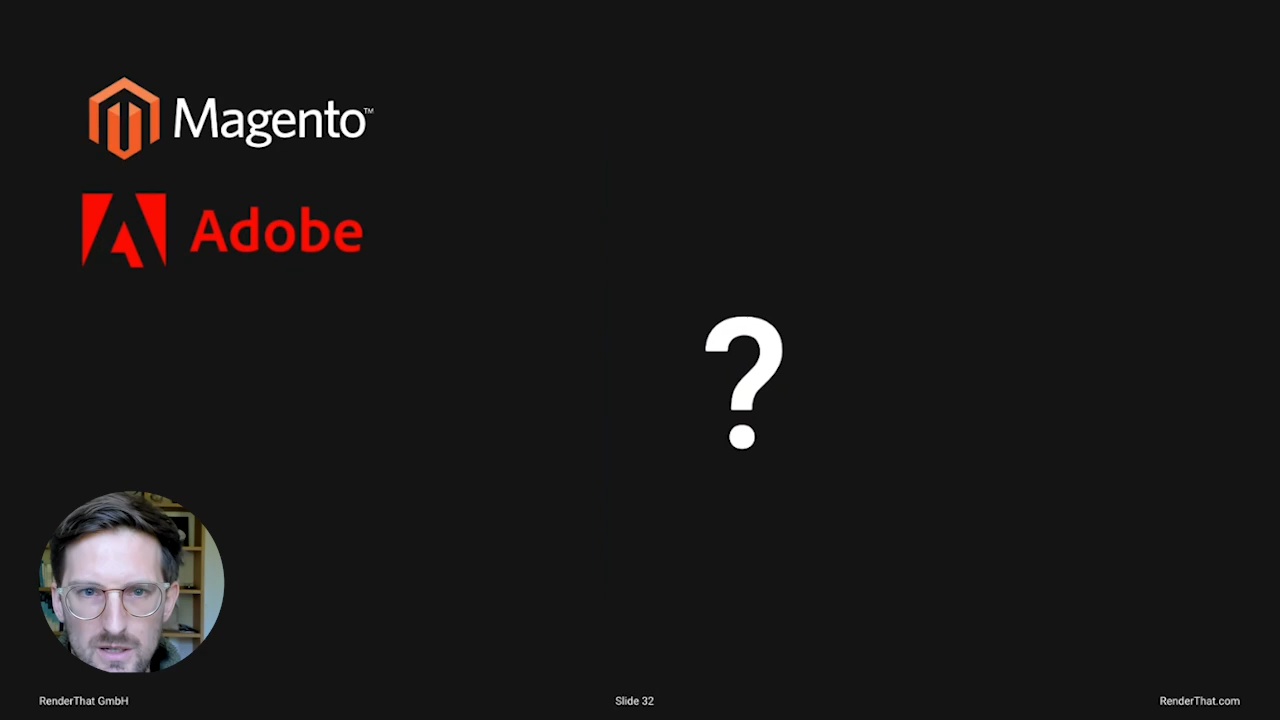 Magento™
Adobe
?
RenderThat GmbH
Slide 32
RenderThat.com